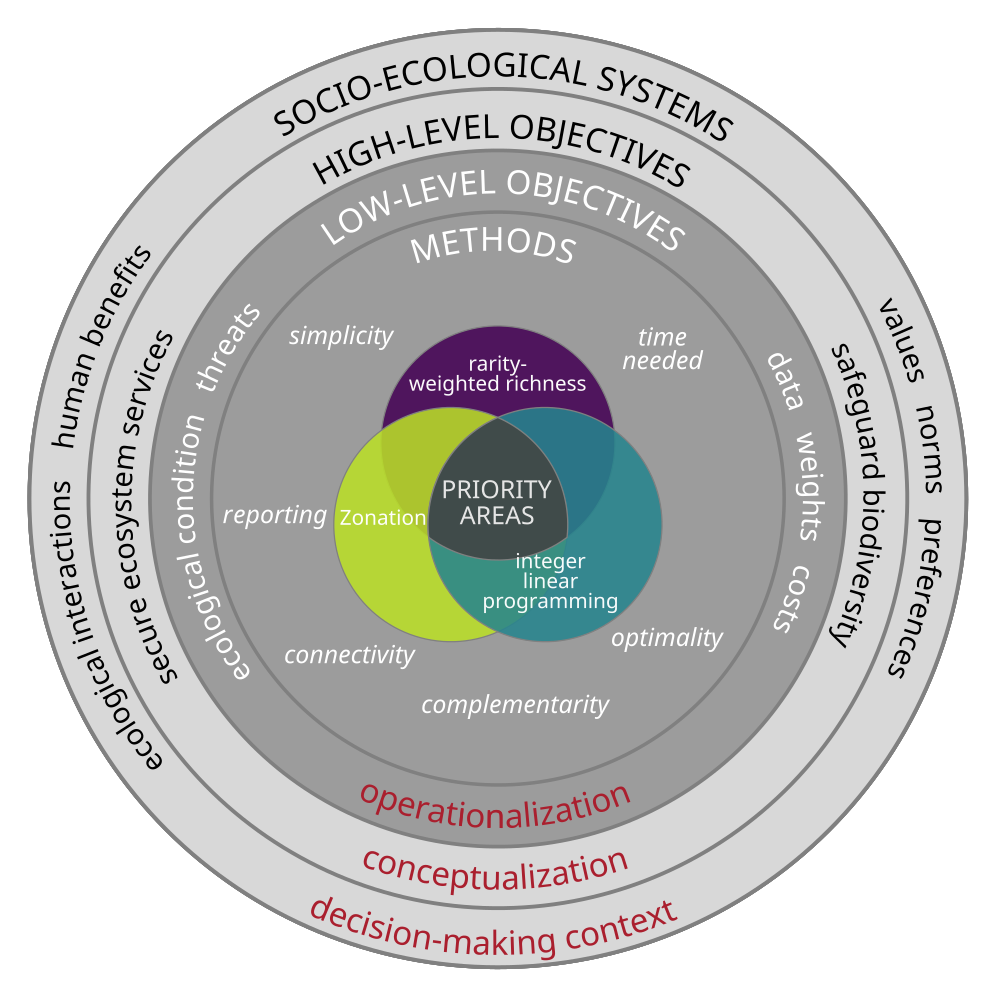 SOCIO-ECOLOGICAL SYSTEMS
HIGH-LEVEL OBJECTIVES
LOW-LEVEL OBJECTIVES
METHODS
human benefits
ecological interactions
secure ecosystem services
threats
ecological condition
values
norms
preferences
safeguard biodiversity
data
weights
costs
simplicity
time
needed
rarity-
weighted richness
reporting
Zonation
PRIORITY
AREAS
integer
linear
programming
optimality
connectivity
complementarity
operationalization
conceptualization
decision-making context